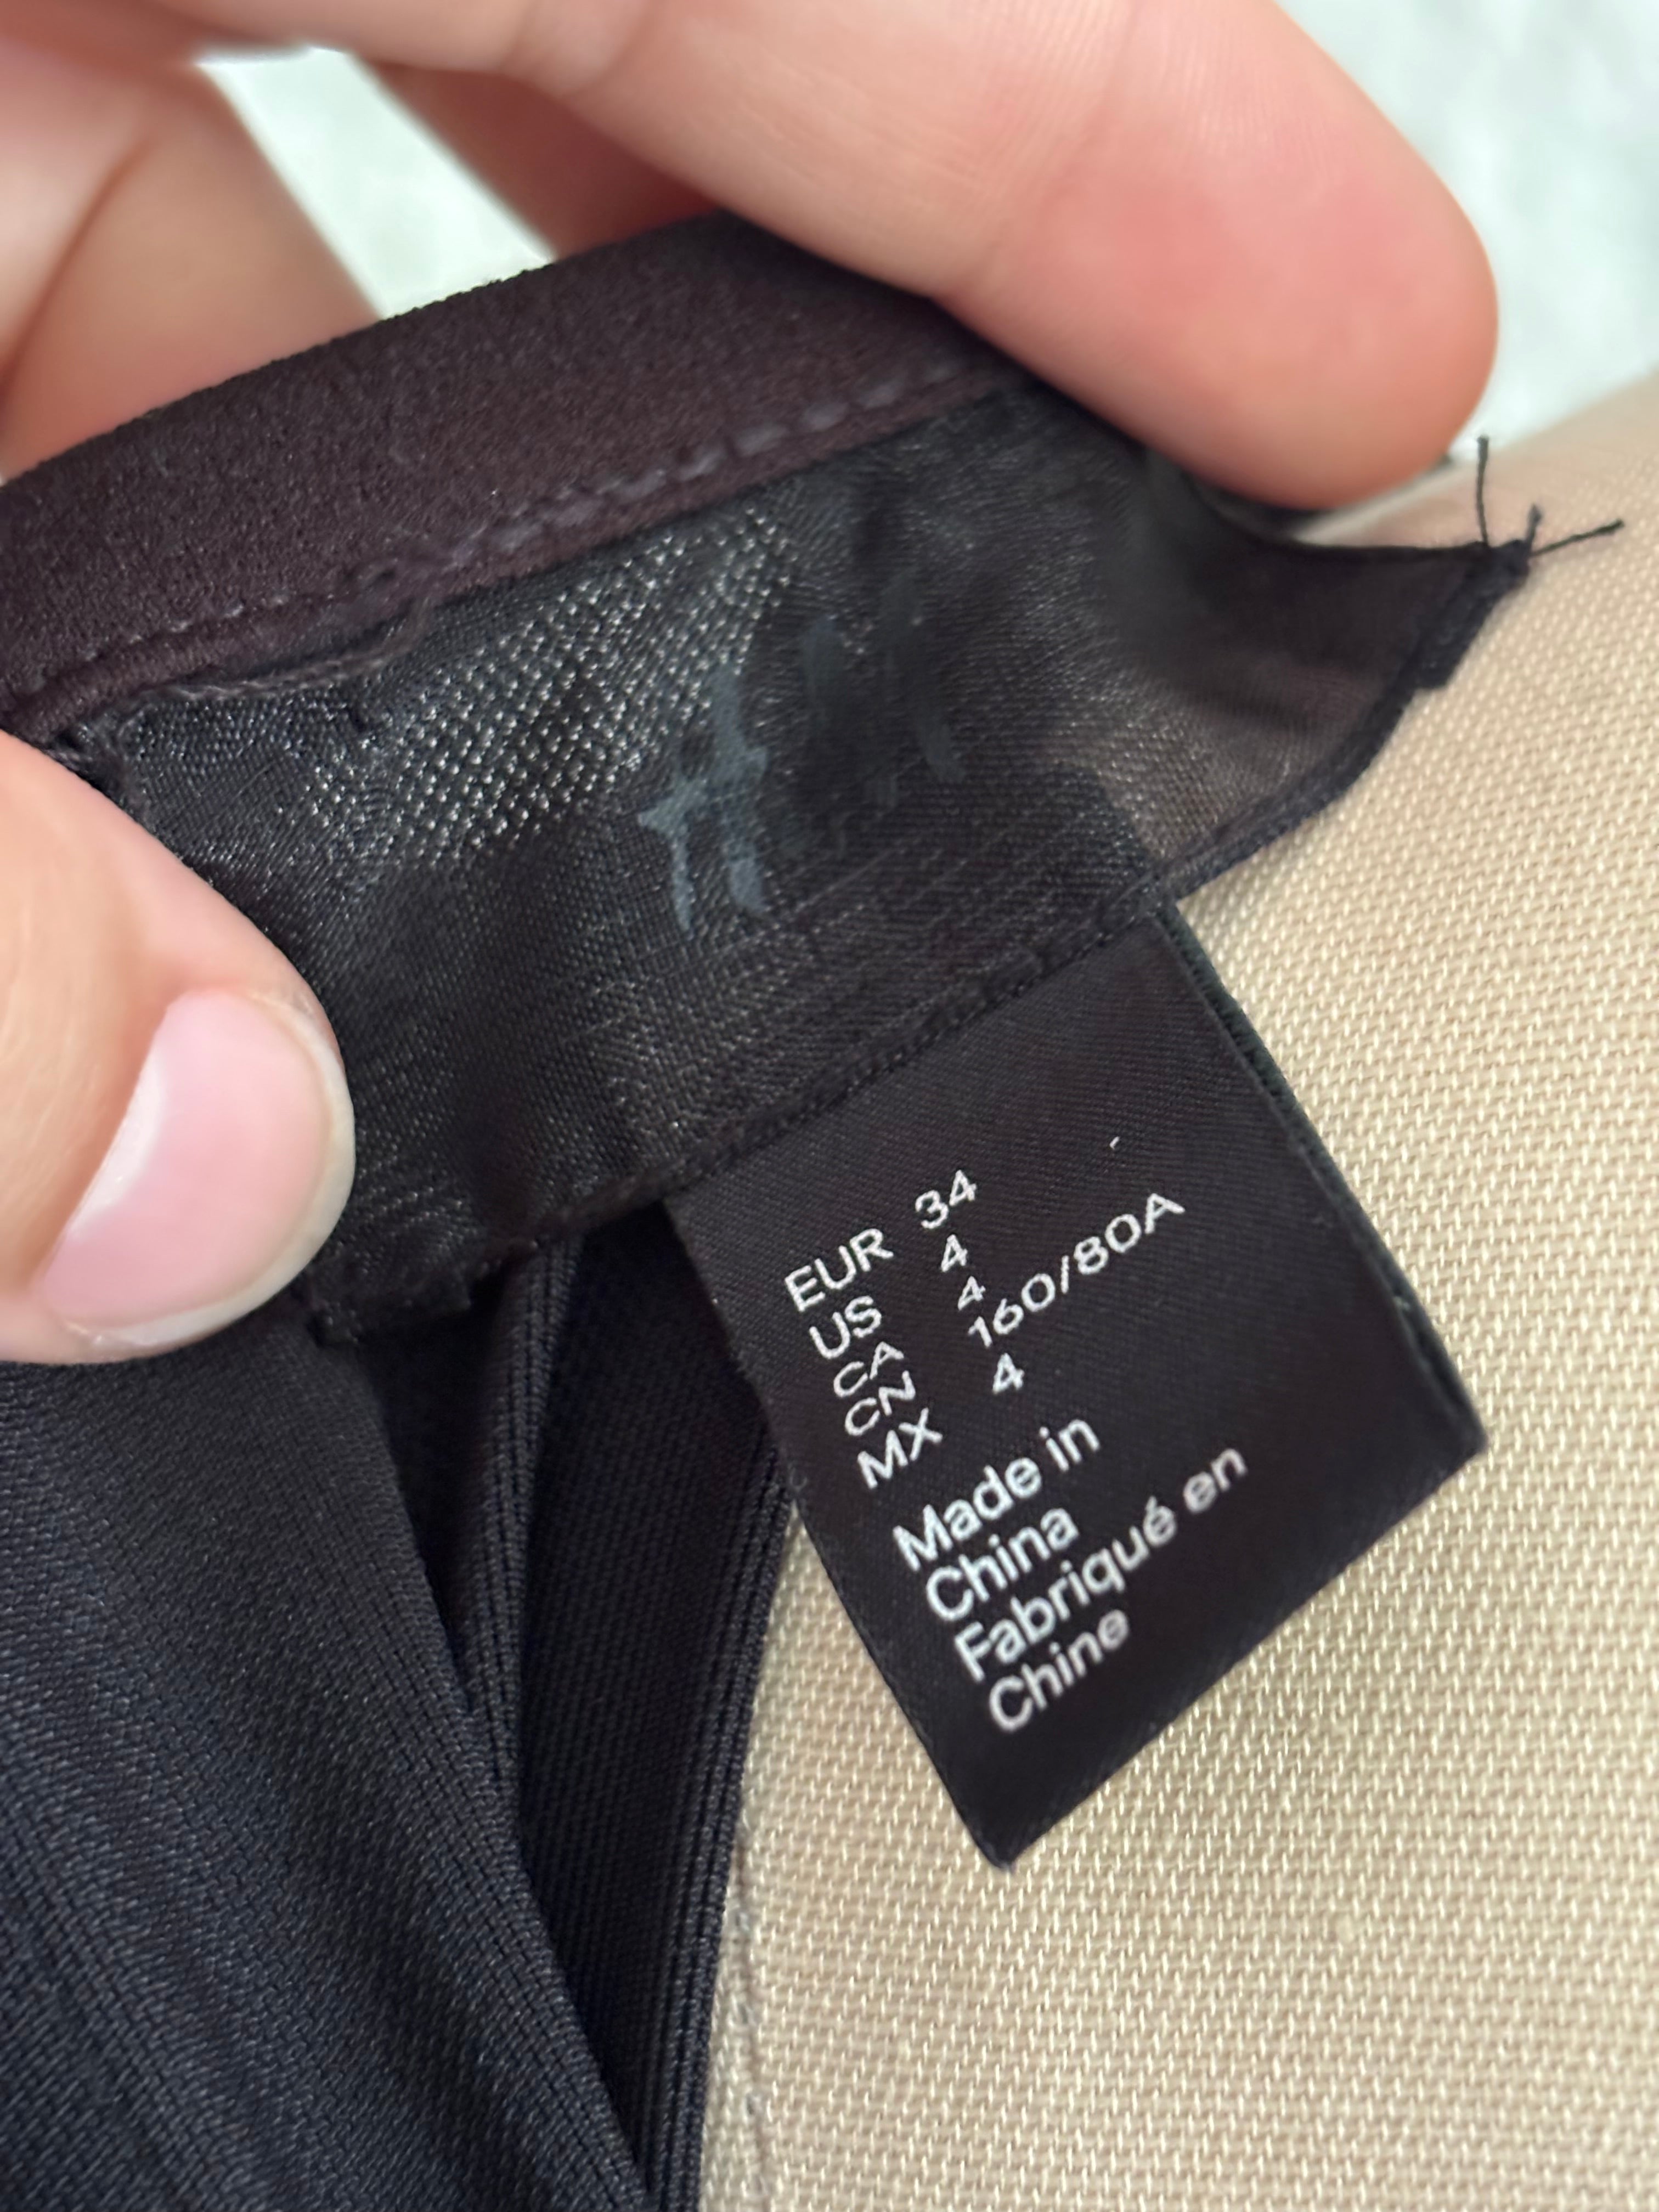 EUR 34
US 4
CA 4
CN 160/80A
MX 4
Made in
China
Fabriqué en
Chine